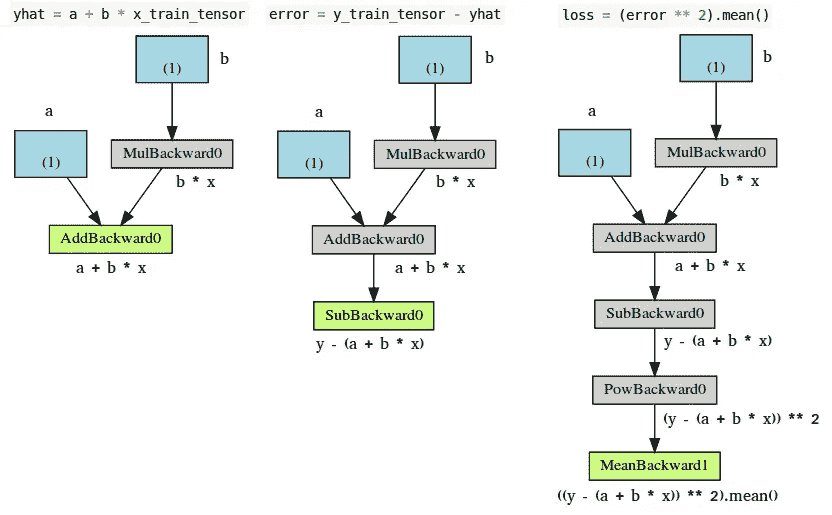 yhat = a + b * x_train_tensor
b
(1)
a
(1)
MulBackward0
b * x
AddBackward0
a + b * x
error = y_train_tensor - yhat
b
(1)
a
(1)
MulBackward0
b * x
AddBackward0
a + b * x
SubBackward0
y - (a + b * x)
loss = (error ** 2).mean()
b
(1)
a
(1)
MulBackward0
b * x
AddBackward0
a + b * x
SubBackward0
y - (a + b * x)
PowBackward0
(y - (a + b * x)) ** 2
MeanBackward1
((y - (a + b * x)) ** 2).mean()